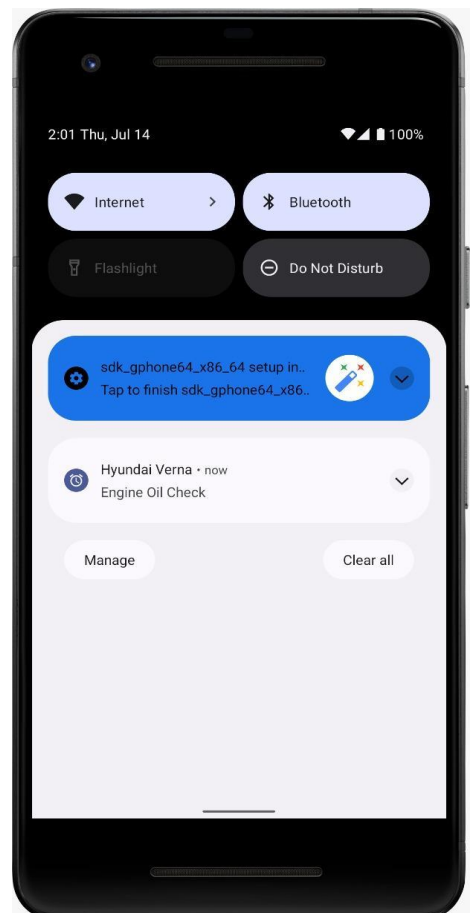 2:01 Thu, Jul 14
100%
Internet
Bluetooth
Flashlight
Do Not Disturb
sdk_gphone64_x86_64 setup in..
Tap to finish sdk_gphone64_x86..
Hyundai Verna • now
Engine Oil Check
Manage
Clear all